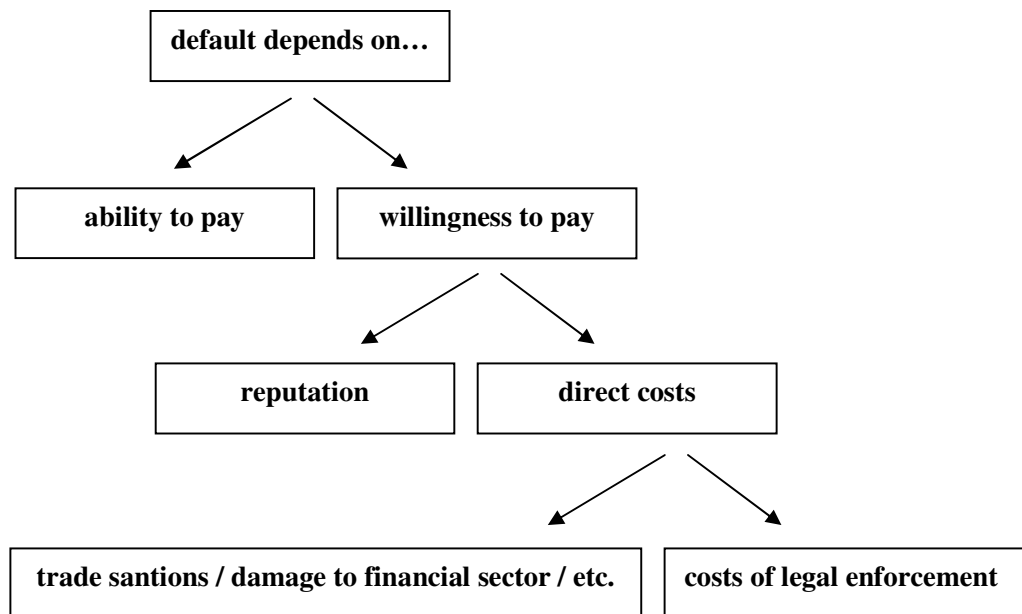 default depends on…
ability to pay
willingness to pay
reputation
direct costs
trade santions / damage to financial sector / etc.
costs of legal enforcement